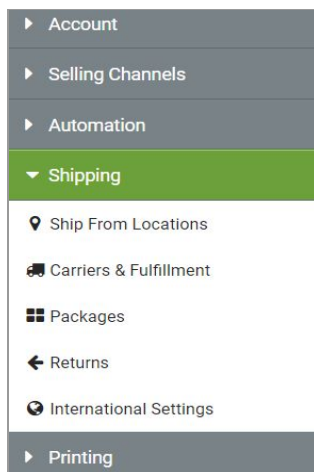 Account
Selling Channels
Automation
Shipping
Ship From Locations
Carriers & Fulfillment
Packages
Returns
International Settings
Printing